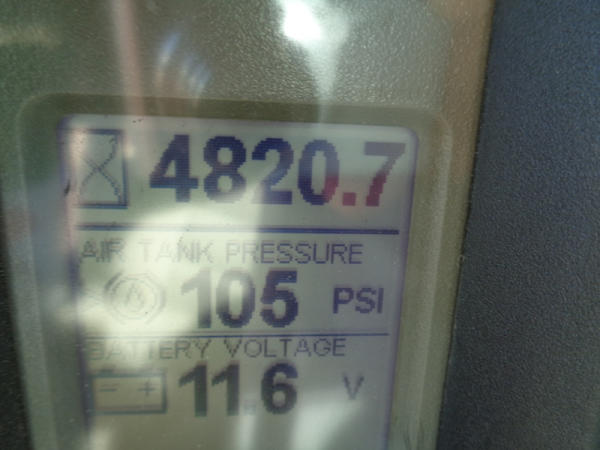 4820.7
AIR TANK PRESSURE
105 PSI
BATTERY VOLTAGE
11.6 V